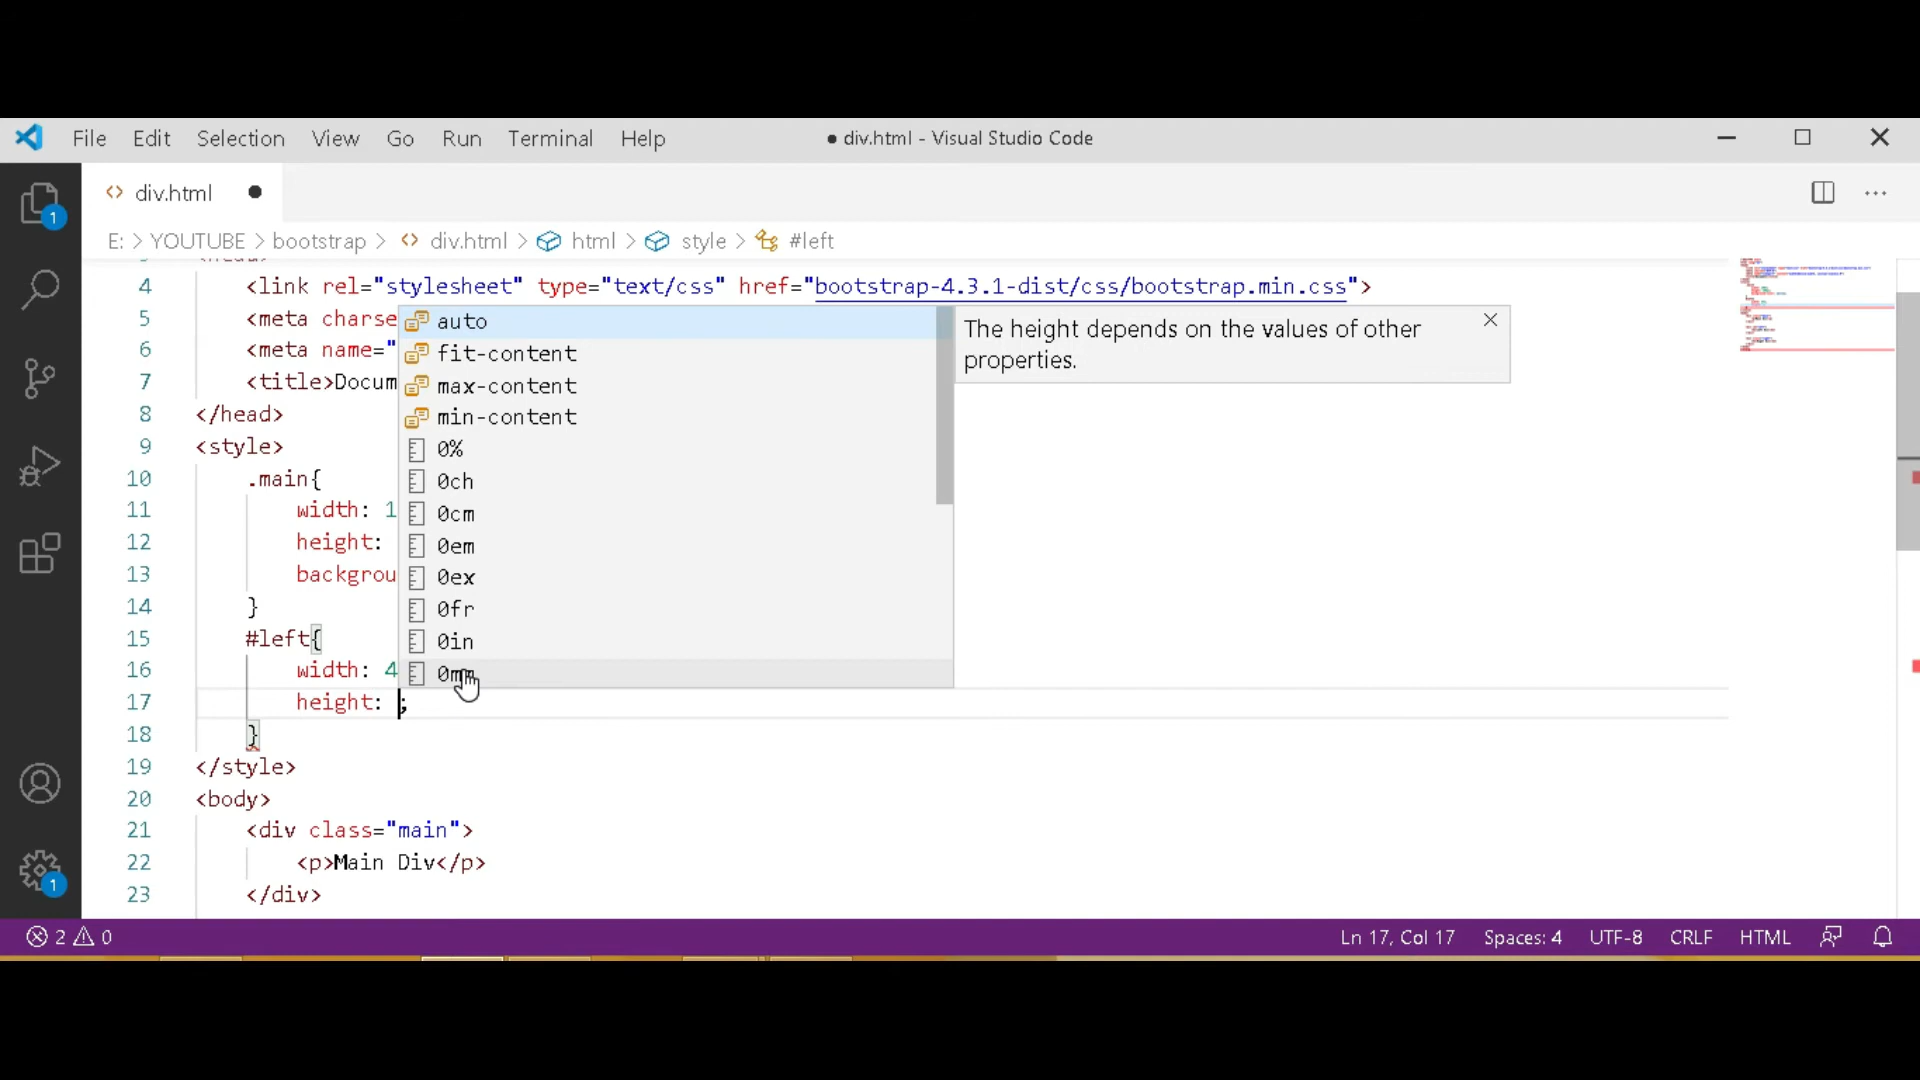 File Edit Selection View Go Run Terminal Help
● div.html - Visual Studio Code
<> div.html ●
E: > YOUTUBE > bootstrap > <> div.html > html > style > #left
4 <link rel="stylesheet" type="text/css" href="bootstrap-4.3.1-dist/css/bootstrap.min.css">
5 <meta charse
6 <meta name="
7 <title>Docum
8 </head>
9 <style>
10 .main{
11 width: 1
12 height:
13 backgrou
14 }
15 #left{
16 width: 4
17 height: ;
18 }
19 </style>
20 <body>
21 <div class="main">
22 <p>Main Div</p>
23 </div>
auto
fit-content
max-content
min-content
0%
0ch
0cm
0em
0ex
0fr
0in
0mm
The height depends on the values of other
properties.
1
1
2 0
Ln 17, Col 17 Spaces: 4 UTF-8 CRLF HTML